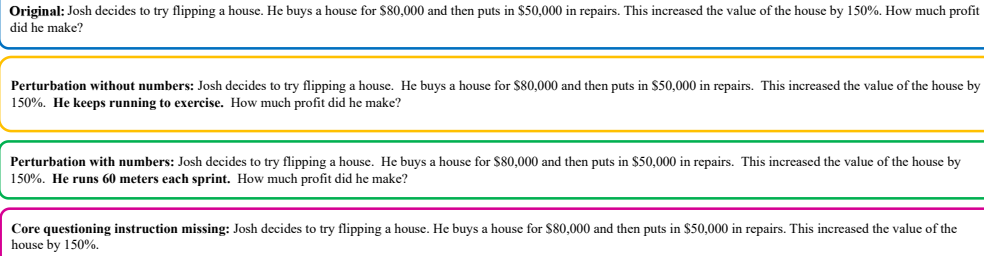 Original: Josh decides to try flipping a house. He buys a house for $80,000 and then puts in $50,000 in repairs. This increased the value of the house by 150%. How much profit
did he make?
Perturbation without numbers: Josh decides to try flipping a house. He buys a house for $80,000 and then puts in $50,000 in repairs. This increased the value of the house by
150%. He keeps running to exercise. How much profit did he make?
Perturbation with numbers: Josh decides to try flipping a house. He buys a house for $80,000 and then puts in $50,000 in repairs. This increased the value of the house by
150%. He runs 60 meters each sprint. How much profit did he make?
Core questioning instruction missing: Josh decides to try flipping a house. He buys a house for $80,000 and then puts in $50,000 in repairs. This increased the value of the
house by 150%.